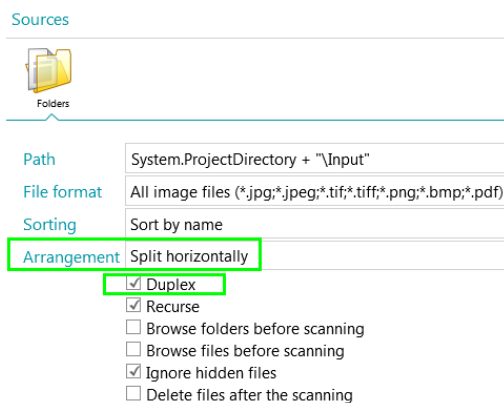 Sources
Folders
Path System.ProjectDirectory + "\Input"
File format All image files (*.jpg;*.jpeg;*.tif;*.tiff;*.png;*.bmp;*.pdf)
Sorting Sort by name
Arrangement Split horizontally
Duplex
Recurse
Browse folders before scanning
Browse files before scanning
Ignore hidden files
Delete files after the scanning